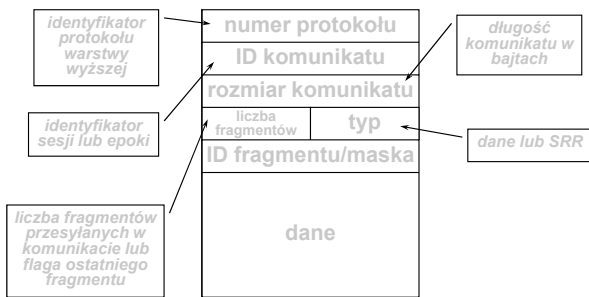 identyfikator
protokołu
warstwy
wyższej
numer protokołu
ID komunikatu
rozmiar komunikatu
liczba
fragmentów
typ
ID fragmentu/maska
dane
długość
komunikatu w
bajtach
identyfikator
sesji lub epoki
dane lub SRR
liczba fragmentów
przesyłanych w
komunikacie lub
flaga ostatniego
fragmentu